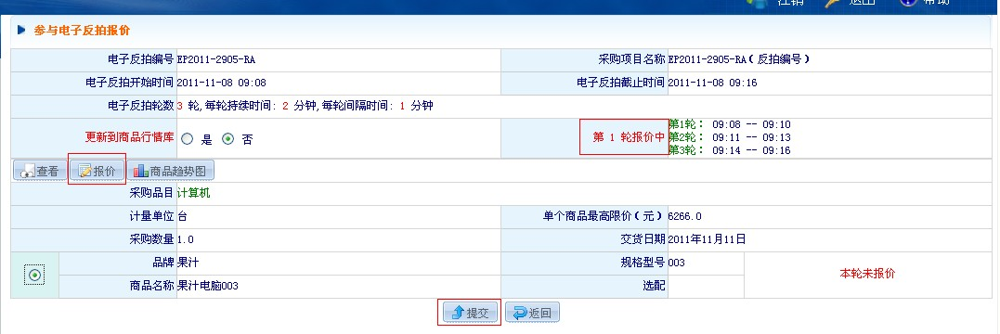 注销 退出 帮助
参与电子反拍报价
电子反拍编号 EP2011-2905-RA 采购项目名称 EP2011-2905-RA(反拍编号)
电子反拍开始时间 2011-11-08 09:08 电子反拍截止时间 2011-11-08 09:16
电子反拍轮数 3 轮,每轮持续时间: 2 分钟,每轮间隔时间: 1 分钟
更新到商品行情库 是 否 第 1 轮报价中
第1轮: 09:08 -- 09:10
第2轮: 09:11 -- 09:13
第3轮: 09:14 -- 09:16
查看 报价 商品趋势图
采购品目 计算机
计量单位 台 单个商品最高限价(元) 6266.0
采购数量 1.0 交货日期 2011年11月11日
品牌 果汁 规格型号 003
本轮未报价
商品名称 果汁电脑003 选配
提交 返回